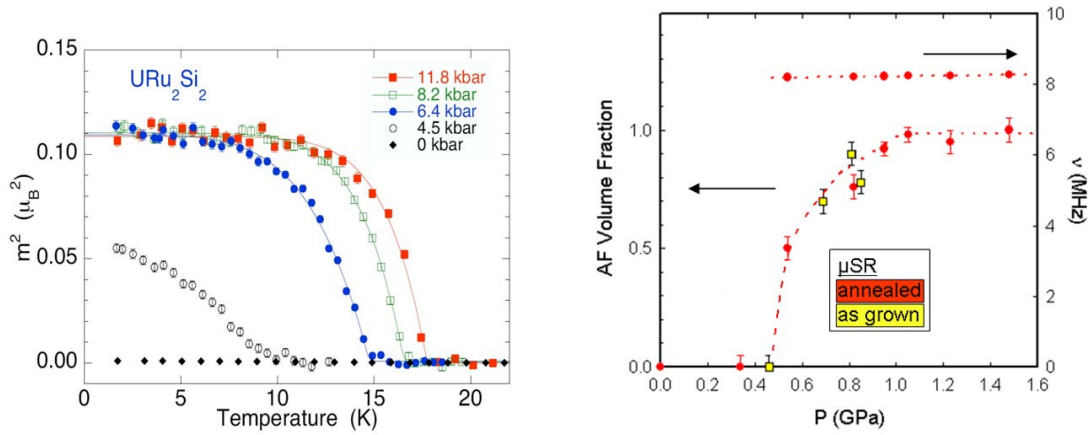 0.15
0.10
0.05
0.00
m² (μB²)
URu₂Si₂
11.8 kbar
8.2 kbar
6.4 kbar
4.5 kbar
0 kbar
0 5 10 15 20
Temperature (K)
10
8
6
4
2
0
ν (MHz)
1.0
0.5
0.0
AF Volume Fraction
μSR
annealed
as grown
0.0 0.2 0.4 0.6 0.8 1.0 1.2 1.4 1.6
P (GPa)